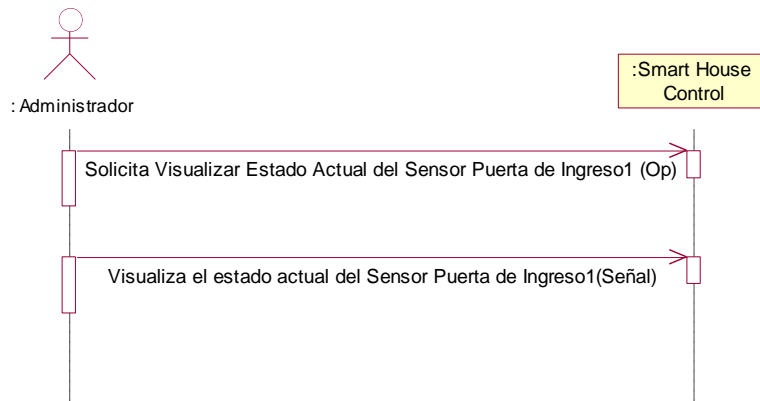 :Smart House
Control
: Administrador
Solicita Visualizar Estado Actual del Sensor Puerta de Ingreso1 (Op)
Visualiza el estado actual del Sensor Puerta de Ingreso1(Señal)